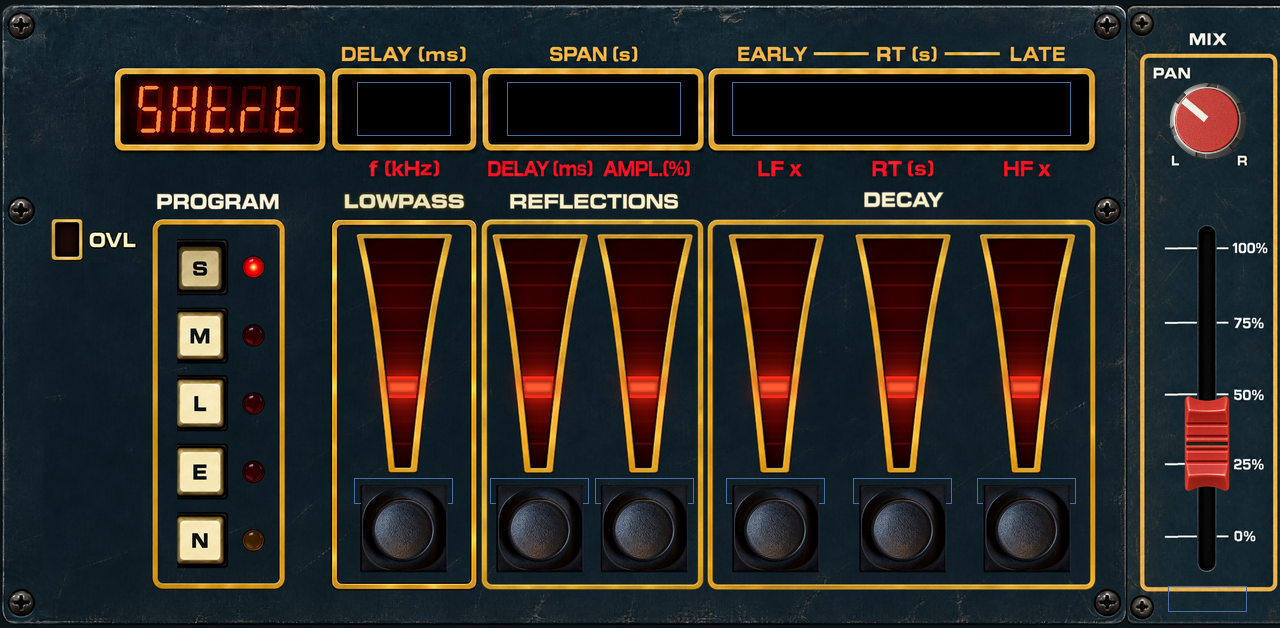 DELAY (ms) SPAN (s) EARLY RT (s) LATE MIX
PAN
SHt.rt
L R
f (kHz) DELAY (ms) AMPL.(%) LF x RT (s) HF x
PROGRAM LOWPASS REFLECTIONS DECAY
OVL
S
M
L
E
N
100%
75%
50%
25%
0%